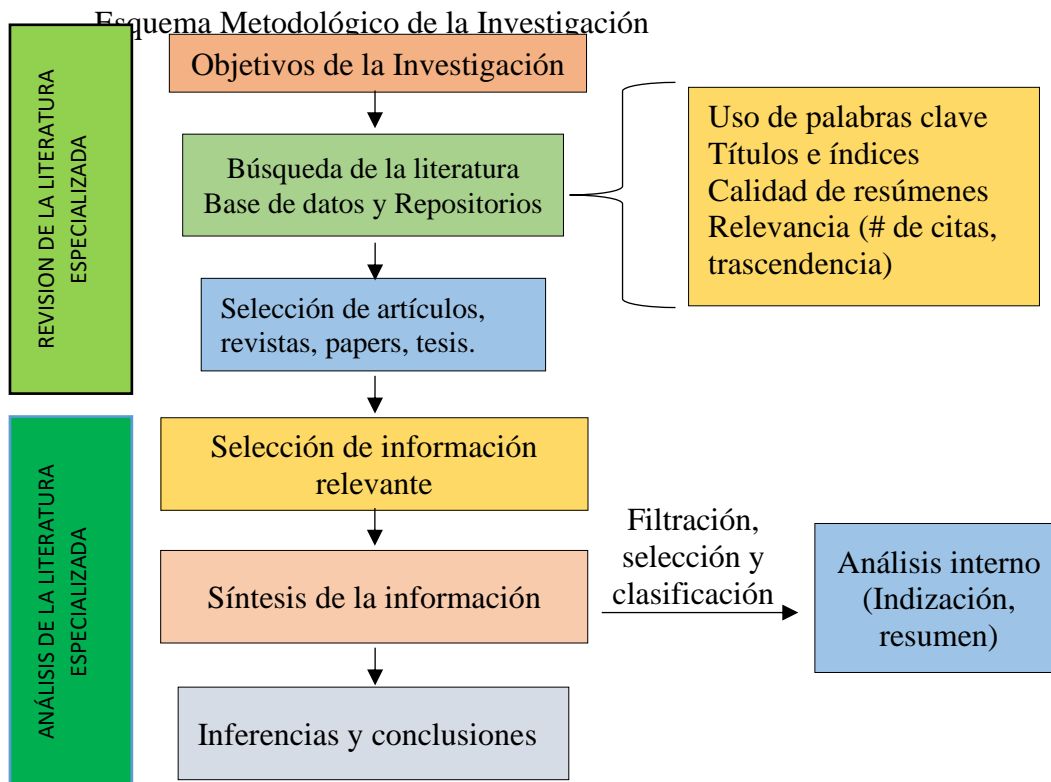 Esquema Metodológico de la Investigación
REVISION DE LA LITERATURA
ESPECIALIZADA
Objetivos de la Investigación
Búsqueda de la literatura
Base de datos y Repositorios
Uso de palabras clave
Títulos e índices
Calidad de resúmenes
Relevancia (# de citas,
trascendencia)
Selección de artículos,
revistas, papers, tesis.
ANÁLISIS DE LA LITERATURA
ESPECIALIZADA
Selección de información
relevante
Síntesis de la información
Filtración,
selección y
clasificación
Análisis interno
(Indización,
resumen)
Inferencias y conclusiones